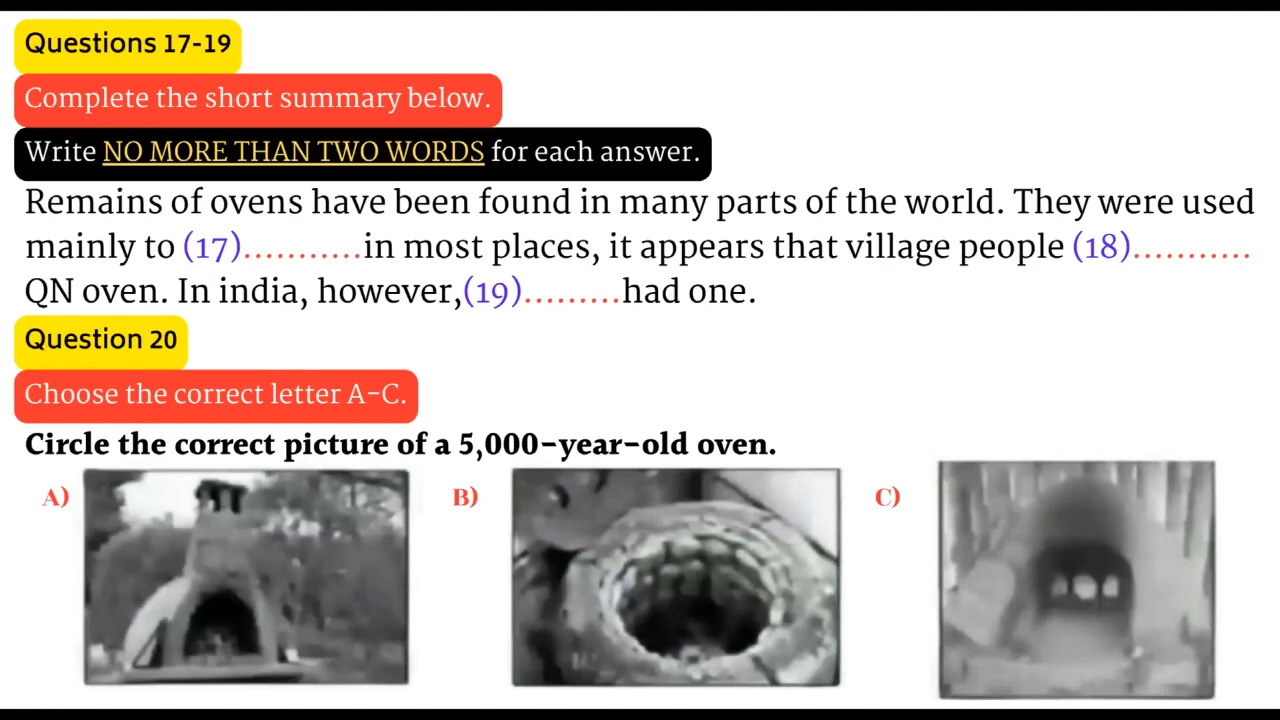 Questions 17-19
Complete the short summary below.
Write NO MORE THAN TWO WORDS for each answer.
Remains of ovens have been found in many parts of the world. They were used
mainly to (17)...........in most places, it appears that village people (18)...........
QN oven. In india, however,(19).........had one.
Question 20
Choose the correct letter A-C.
Circle the correct picture of a 5,000-year-old oven.
A)
B)
C)